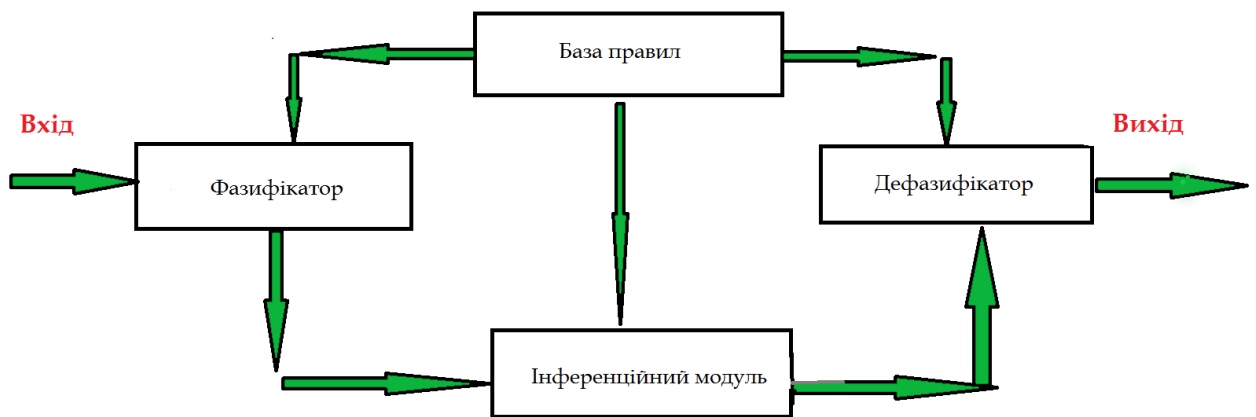 База правил
Вхід
Вихід
Фазифікатор
Дефазифікатор
Інференційний модуль